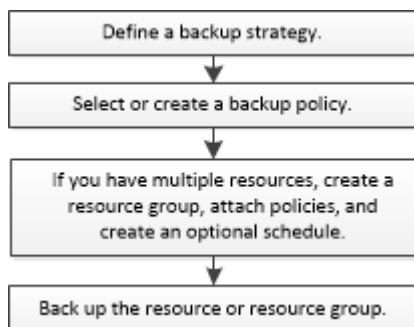 Define a backup strategy.
Select or create a backup policy.
If you have multiple resources, create a
resource group, attach policies, and
create an optional schedule.
Back up the resource or resource group.